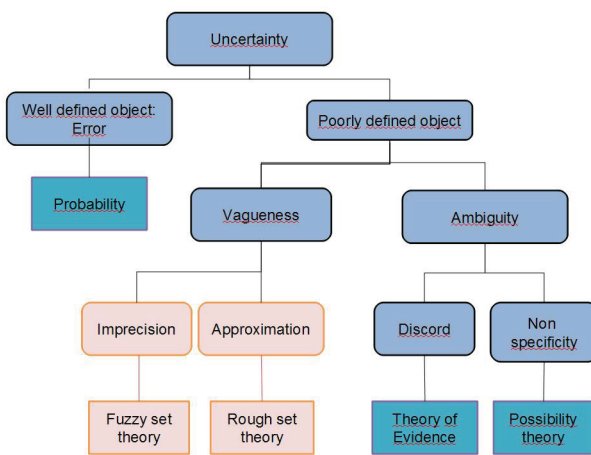 Uncertainty
Well defined object:
Error
Poorly defined object
Probability
Vagueness
Ambiguity
Imprecision
Approximation
Discord
Non
specificity
Fuzzy set
theory
Rough set
theory
Theory of
Evidence
Possibility
theory